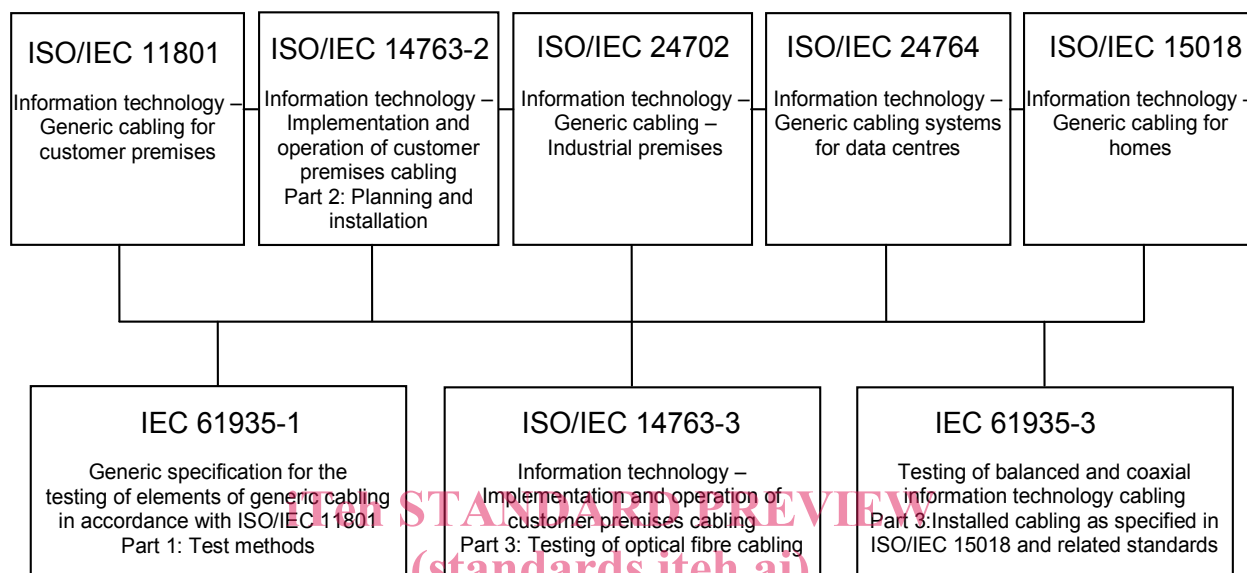 ISO/IEC 11801
Information technology –
Generic cabling for
customer premises
ISO/IEC 14763-2
Information technology –
Implementation and
operation of customer
premises cabling
Part 2: Planning and
installation
ISO/IEC 24702
Information technology –
Generic cabling –
Industrial premises
ISO/IEC 24764
Information technology –
Generic cabling systems
for data centres
ISO/IEC 15018
Information technology –
Generic cabling for
homes
IEC 61935-1
Generic specification for the
testing of elements of generic cabling
in accordance with ISO/IEC 11801
Part 1: Test methods
ISO/IEC 14763-3
Information technology –
Implementation and operation of
customer premises cabling
Part 3: Testing of optical fibre cabling
IEC 61935-3
Testing of balanced and coaxial
information technology cabling
Part 3:Installed cabling as specified in
ISO/IEC 15018 and related standards
iTeh STANDARD PREVIEW
(standards.iteh.ai)